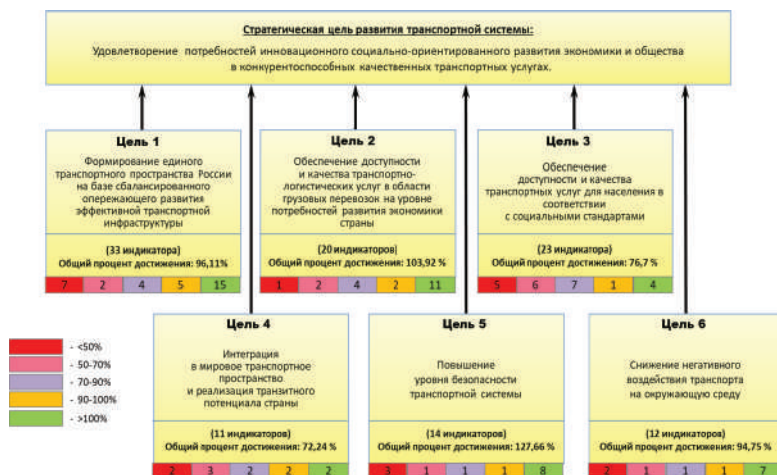 Стратегическая цель развития транспортной системы:
Удовлетворение потребностей инновационного социально-ориентированного развития экономики и общества
в конкурентоспособных качественных транспортных услугах.
Цель 1
Формирование единого
транспортного пространства России
на базе сбалансированного
опережающего развития
эффективной транспортной
инфраструктуры
(33 индикатора)
Общий процент достижения: 96,11%
7 2 4 5 15
Цель 2
Обеспечение доступности
и качества транспортно-
логистических услуг в области
грузовых перевозок на уровне
потребностей развития экономики
страны
(20 индикаторов)
Общий процент достижения: 103,92 %
1 2 4 2 11
Цель 3
Обеспечение
доступности и качества
транспортных услуг для населения в
соответствии
с социальными стандартами
(23 индикатора)
Общий процент достижения: 76,7 %
5 6 7 1 4
- <50%
- 50-70%
- 70-90%
- 90-100%
- >100%
Цель 4
Интеграция
в мировое транспортное
пространство
и реализация транзитного
потенциала страны
(11 индикаторов)
Общий процент достижения: 72,24 %
2 3 2 2 2
Цель 5
Повышение
уровня безопасности
транспортной системы
(14 индикаторов)
Общий процент достижения: 127,66 %
3 1 1 1 8
Цель 6
Снижение негативного
воздействия транспорта
на окружающую среду
(12 индикаторов)
Общий процент достижения: 94,75 %
2 1 1 1 7